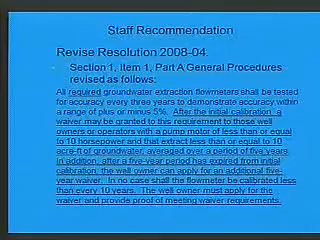 Staff Recommendation
Revise Resolution 2008-04.
Section 1, Item 1, Part A General Procedures
revised as follows:
All required groundwater extraction flowmeters shall be tested
for accuracy every three years to demonstrate accuracy within
a range of plus or minus 5%. After the initial calibration, a
waiver may be granted to this requirement to those well
owners or operators with a pump motor of less than or equal
to 10 horsepower and that extract less than or equal to 10
acre-ft of groundwater, averaged over a period of five years.
In addition, after a five-year period has expired from initial
calibration, the well owner can apply for an additional five-
year waiver. In no case shall the flowmeter be calibrated less
than every 10 years. The well owner must apply for the
waiver and provide proof of meeting waiver requirements.